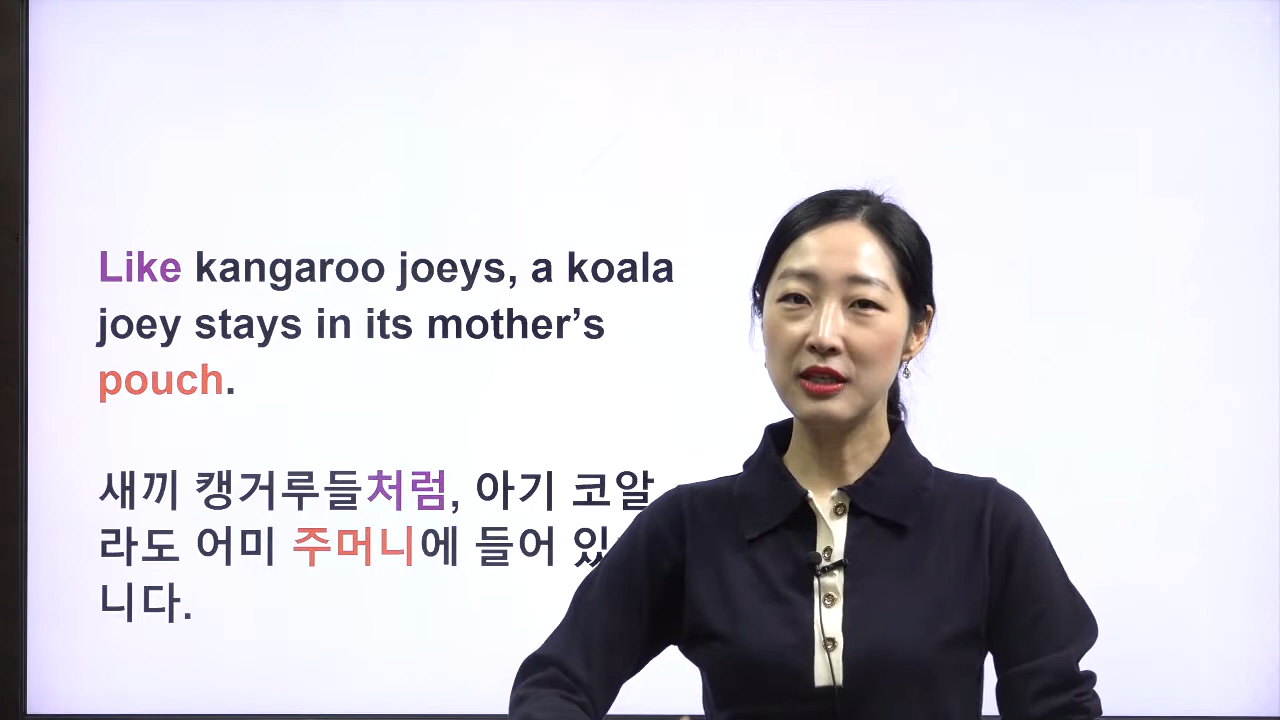 Like kangaroo joeys, a koala
joey stays in its mother’s
pouch.
새끼 캥거루들처럼, 아기 코알
라도 어미 주머니에 들어
니다.